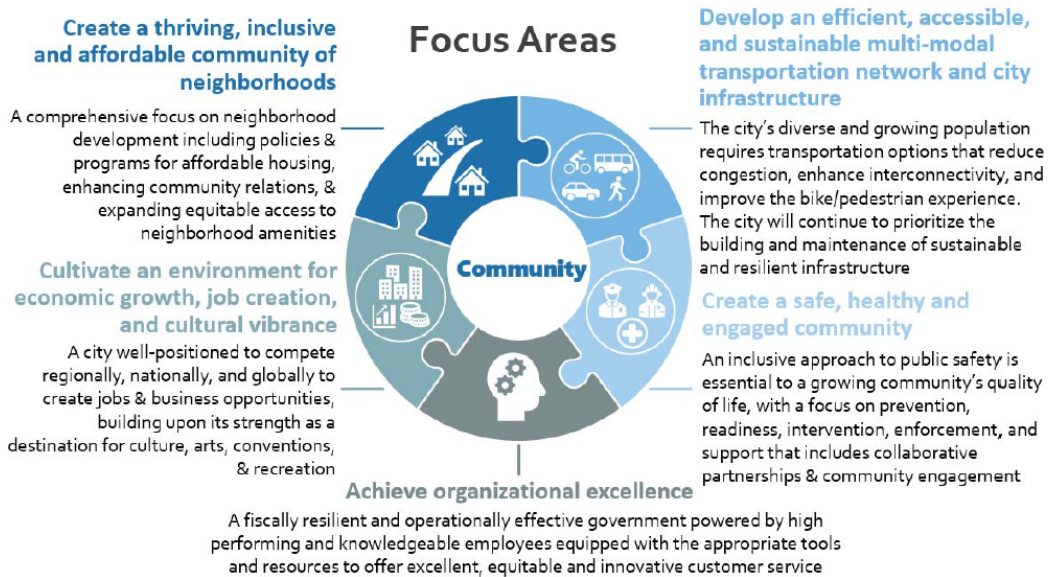 Focus Areas
Create a thriving, inclusive
and affordable community of
neighborhoods
A comprehensive focus on neighborhood
development including policies &
programs for affordable housing,
enhancing community relations, &
expanding equitable access to
neighborhood amenities
Develop an efficient, accessible,
and sustainable multi-modal
transportation network and city
infrastructure
The city's diverse and growing population
requires transportation options that reduce
congestion, enhance interconnectivity, and
improve the bike/pedestrian experience.
The city will continue to prioritize the
building and maintenance of sustainable
and resilient infrastructure
Community
Cultivate an environment for
economic growth, job creation,
and cultural vibrance
A city well-positioned to compete
regionally, nationally, and globally to
create jobs & business opportunities,
building upon its strength as a
destination for culture, arts, conventions,
& recreation
Create a safe, healthy and
engaged community
An inclusive approach to public safety is
essential to a growing community's quality
of life, with a focus on prevention,
readiness, intervention, enforcement, and
support that includes collaborative
partnerships & community engagement
Achieve organizational excellence
A fiscally resilient and operationally effective government powered by high
performing and knowledgeable employees equipped with the appropriate tools
and resources to offer excellent, equitable and innovative customer service